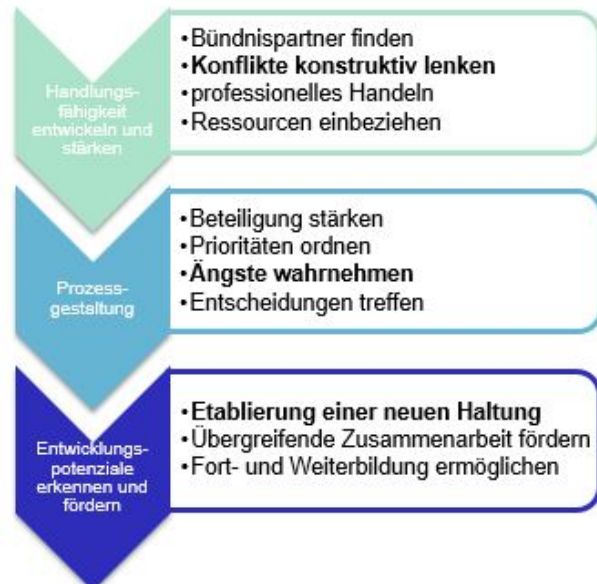 Handlungs-
fähigkeit
entwickeln und
stärken
•Bündnispartner finden
•Konflikte konstruktiv lenken
•professionelles Handeln
•Ressourcen einbeziehen
Prozess-
gestaltung
•Beteiligung stärken
•Prioritäten ordnen
•Ängste wahrnehmen
•Entscheidungen treffen
Entwicklungs-
potenziale
erkennen und
fördern
•Etablierung einer neuen Haltung
•Übergreifende Zusammenarbeit fördern
•Fort- und Weiterbildung ermöglichen